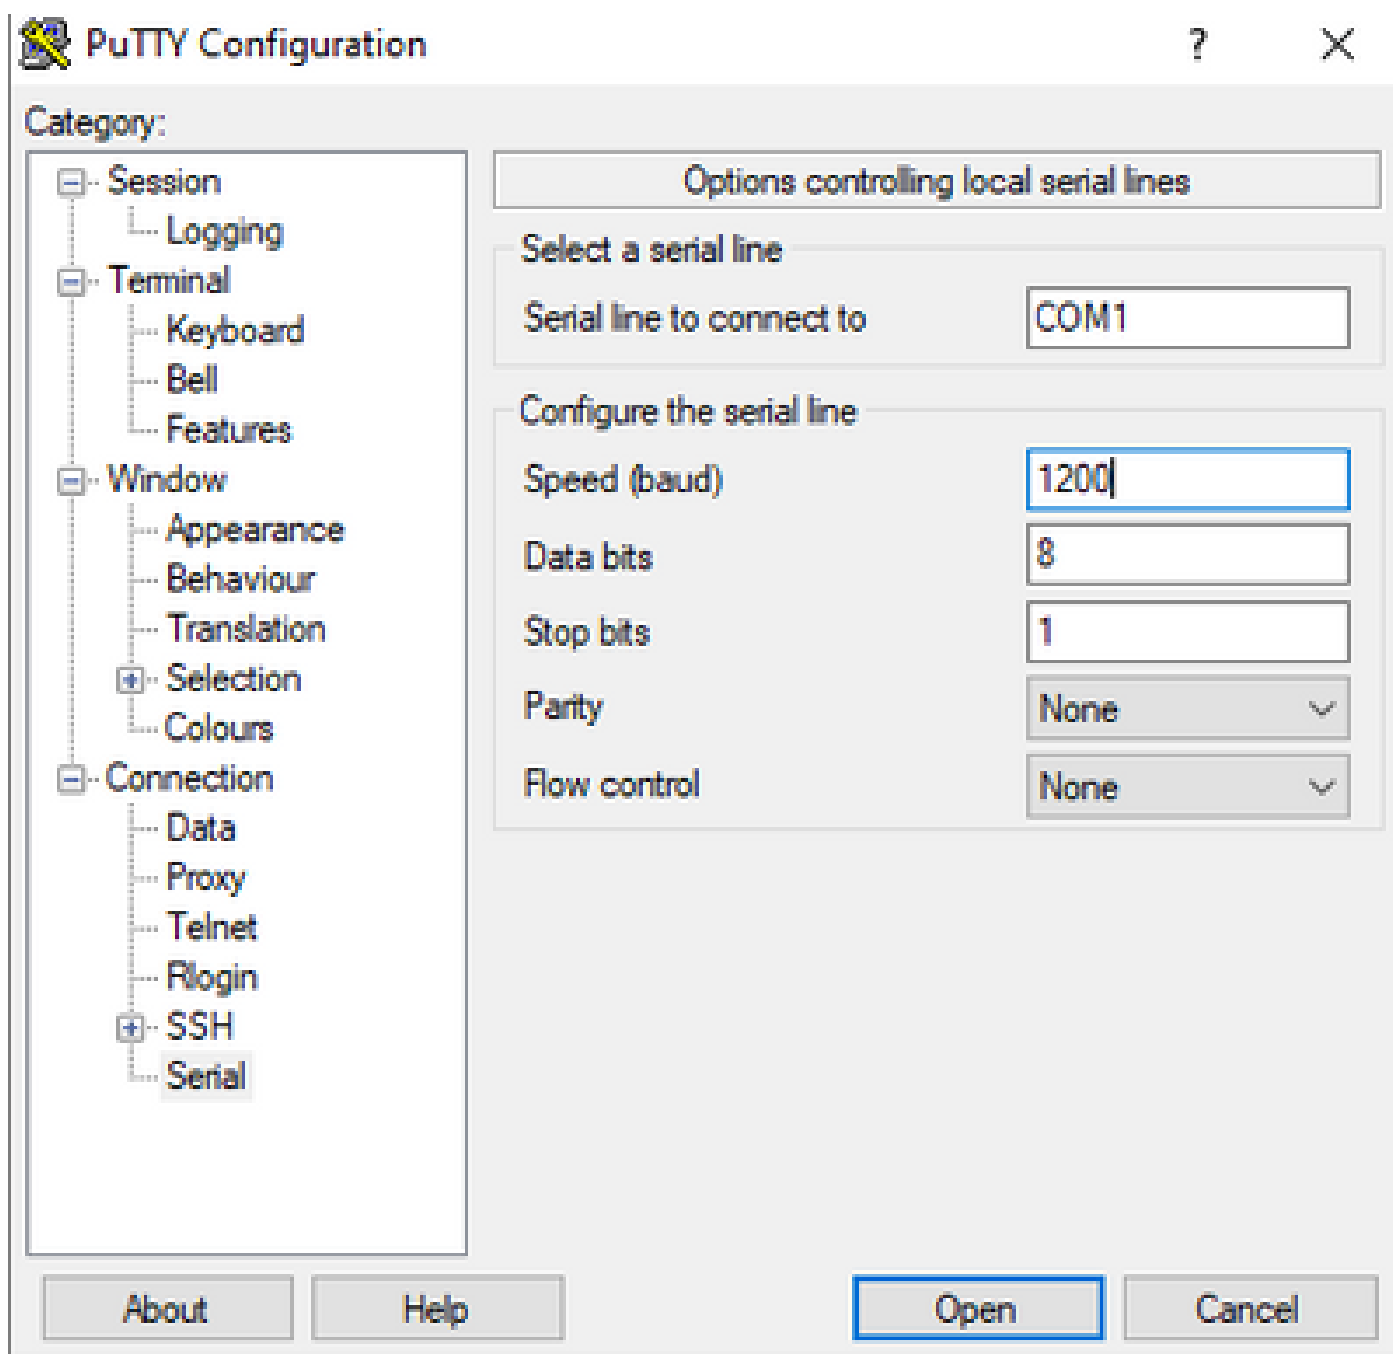 PuTTY Configuration
?
Category:
Session
Logging
Terminal
Keyboard
Bell
Features
Window
Appearance
Behaviour
Translation
Selection
Colours
Connection
Data
Proxy
Telnet
Rlogin
SSH
Serial
Options controlling local serial lines
Select a serial line
Serial line to connect to COM1
Configure the serial line
Speed (baud) 1200
Data bits 8
Stop bits 1
Parity None
Flow control None
About Help Open Cancel